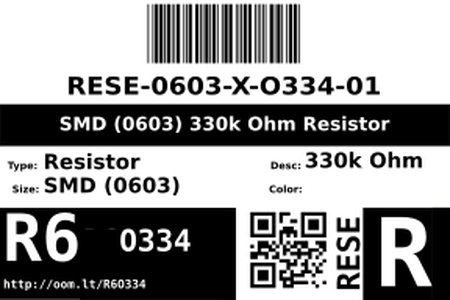 RESE-0603-X-O334-01
SMD (0603) 330k Ohm Resistor
Type: Resistor
Desc: 330k Ohm
Size: SMD (0603)
Color:
R6 0334
http://oom.lt/R60334
RESE
R